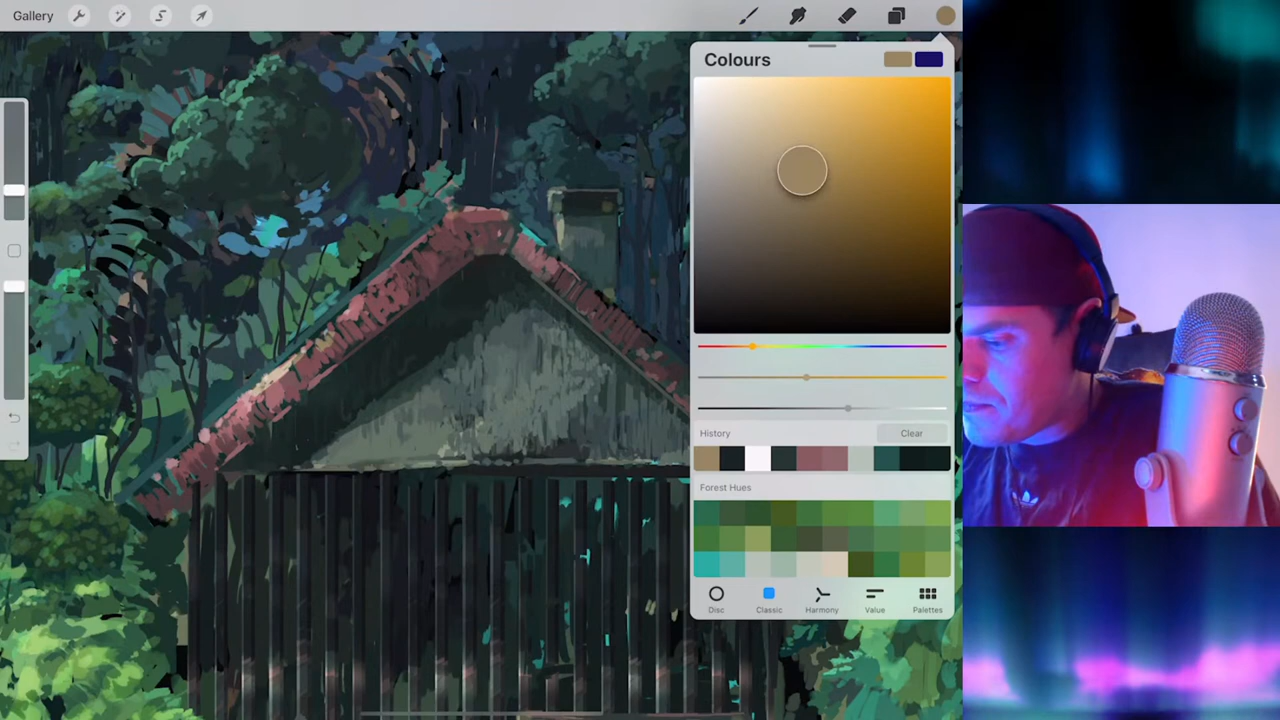 Gallery
Colours
History
Clear
Forest Hues
Disc
Classic
Harmony
Value
Palettes